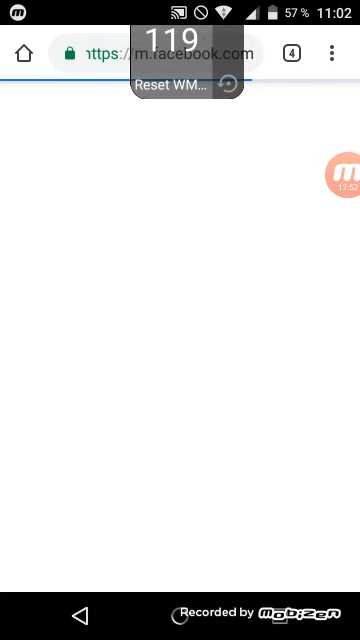 57 % 11:02
119
https://m.facebook.com
4
Reset WM...
m
12:52
Recorded by mobizen